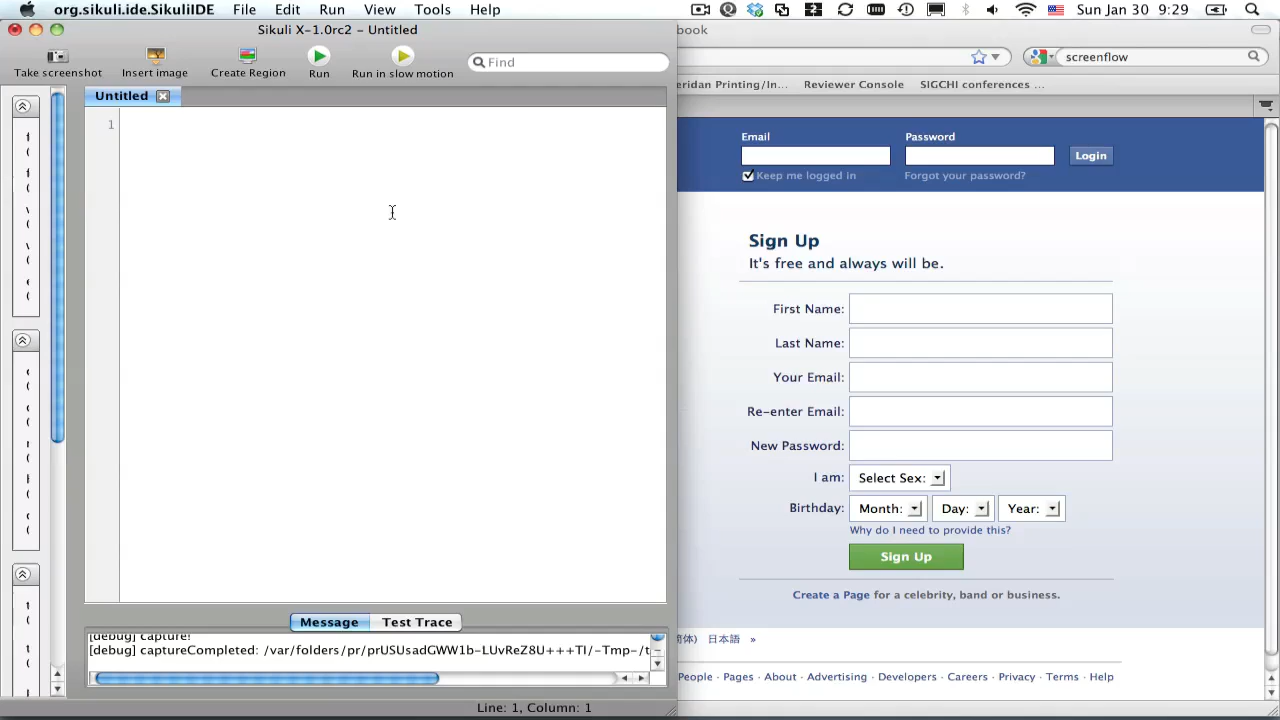 org.sikuli.ide.SikuliIDE File Edit Run View Tools Help Sun Jan 30 9:29
Sikuli X-1.0rc2 - Untitled
book
Take screenshot Insert image Create Region Run Run in slow motion
Find
screenflow
eridan Printing/In... Reviewer Console SIGCHI conferences ...
Untitled
1
Email Password
Login
Keep me logged in Forgot your password?
Sign Up
It's free and always will be.
First Name:
Last Name:
Your Email:
Re-enter Email:
New Password:
I am: Select Sex:
Birthday: Month: Day: Year:
Why do I need to provide this?
Sign Up
Create a Page for a celebrity, band or business.
Message Test Trace
[debug] capture!
[debug] captureCompleted: /var/folders/pr/prUSUsadGWW1b-LUvReZ8U+++TI/-Tmp-/t
简体) 日本語 »
People · Pages · About · Advertising · Developers · Careers · Privacy · Terms · Help
Line: 1, Column: 1